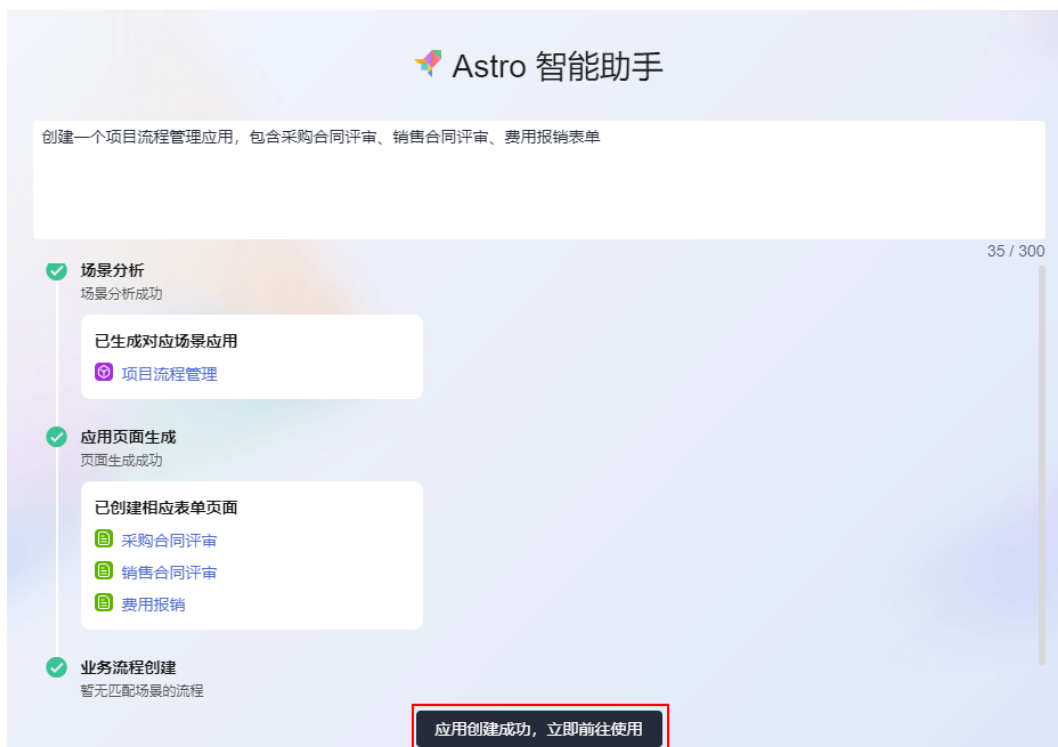 Astro 智能助手
创建一个项目流程管理应用，包含采购合同评审、销售合同评审、费用报销表单
35 / 300
场景分析
场景分析成功
已生成对应场景应用
项目流程管理
应用页面生成
页面生成成功
已创建相应表单页面
采购合同评审
销售合同评审
费用报销
业务流程创建
暂无匹配场景的流程
应用创建成功，立即前往使用